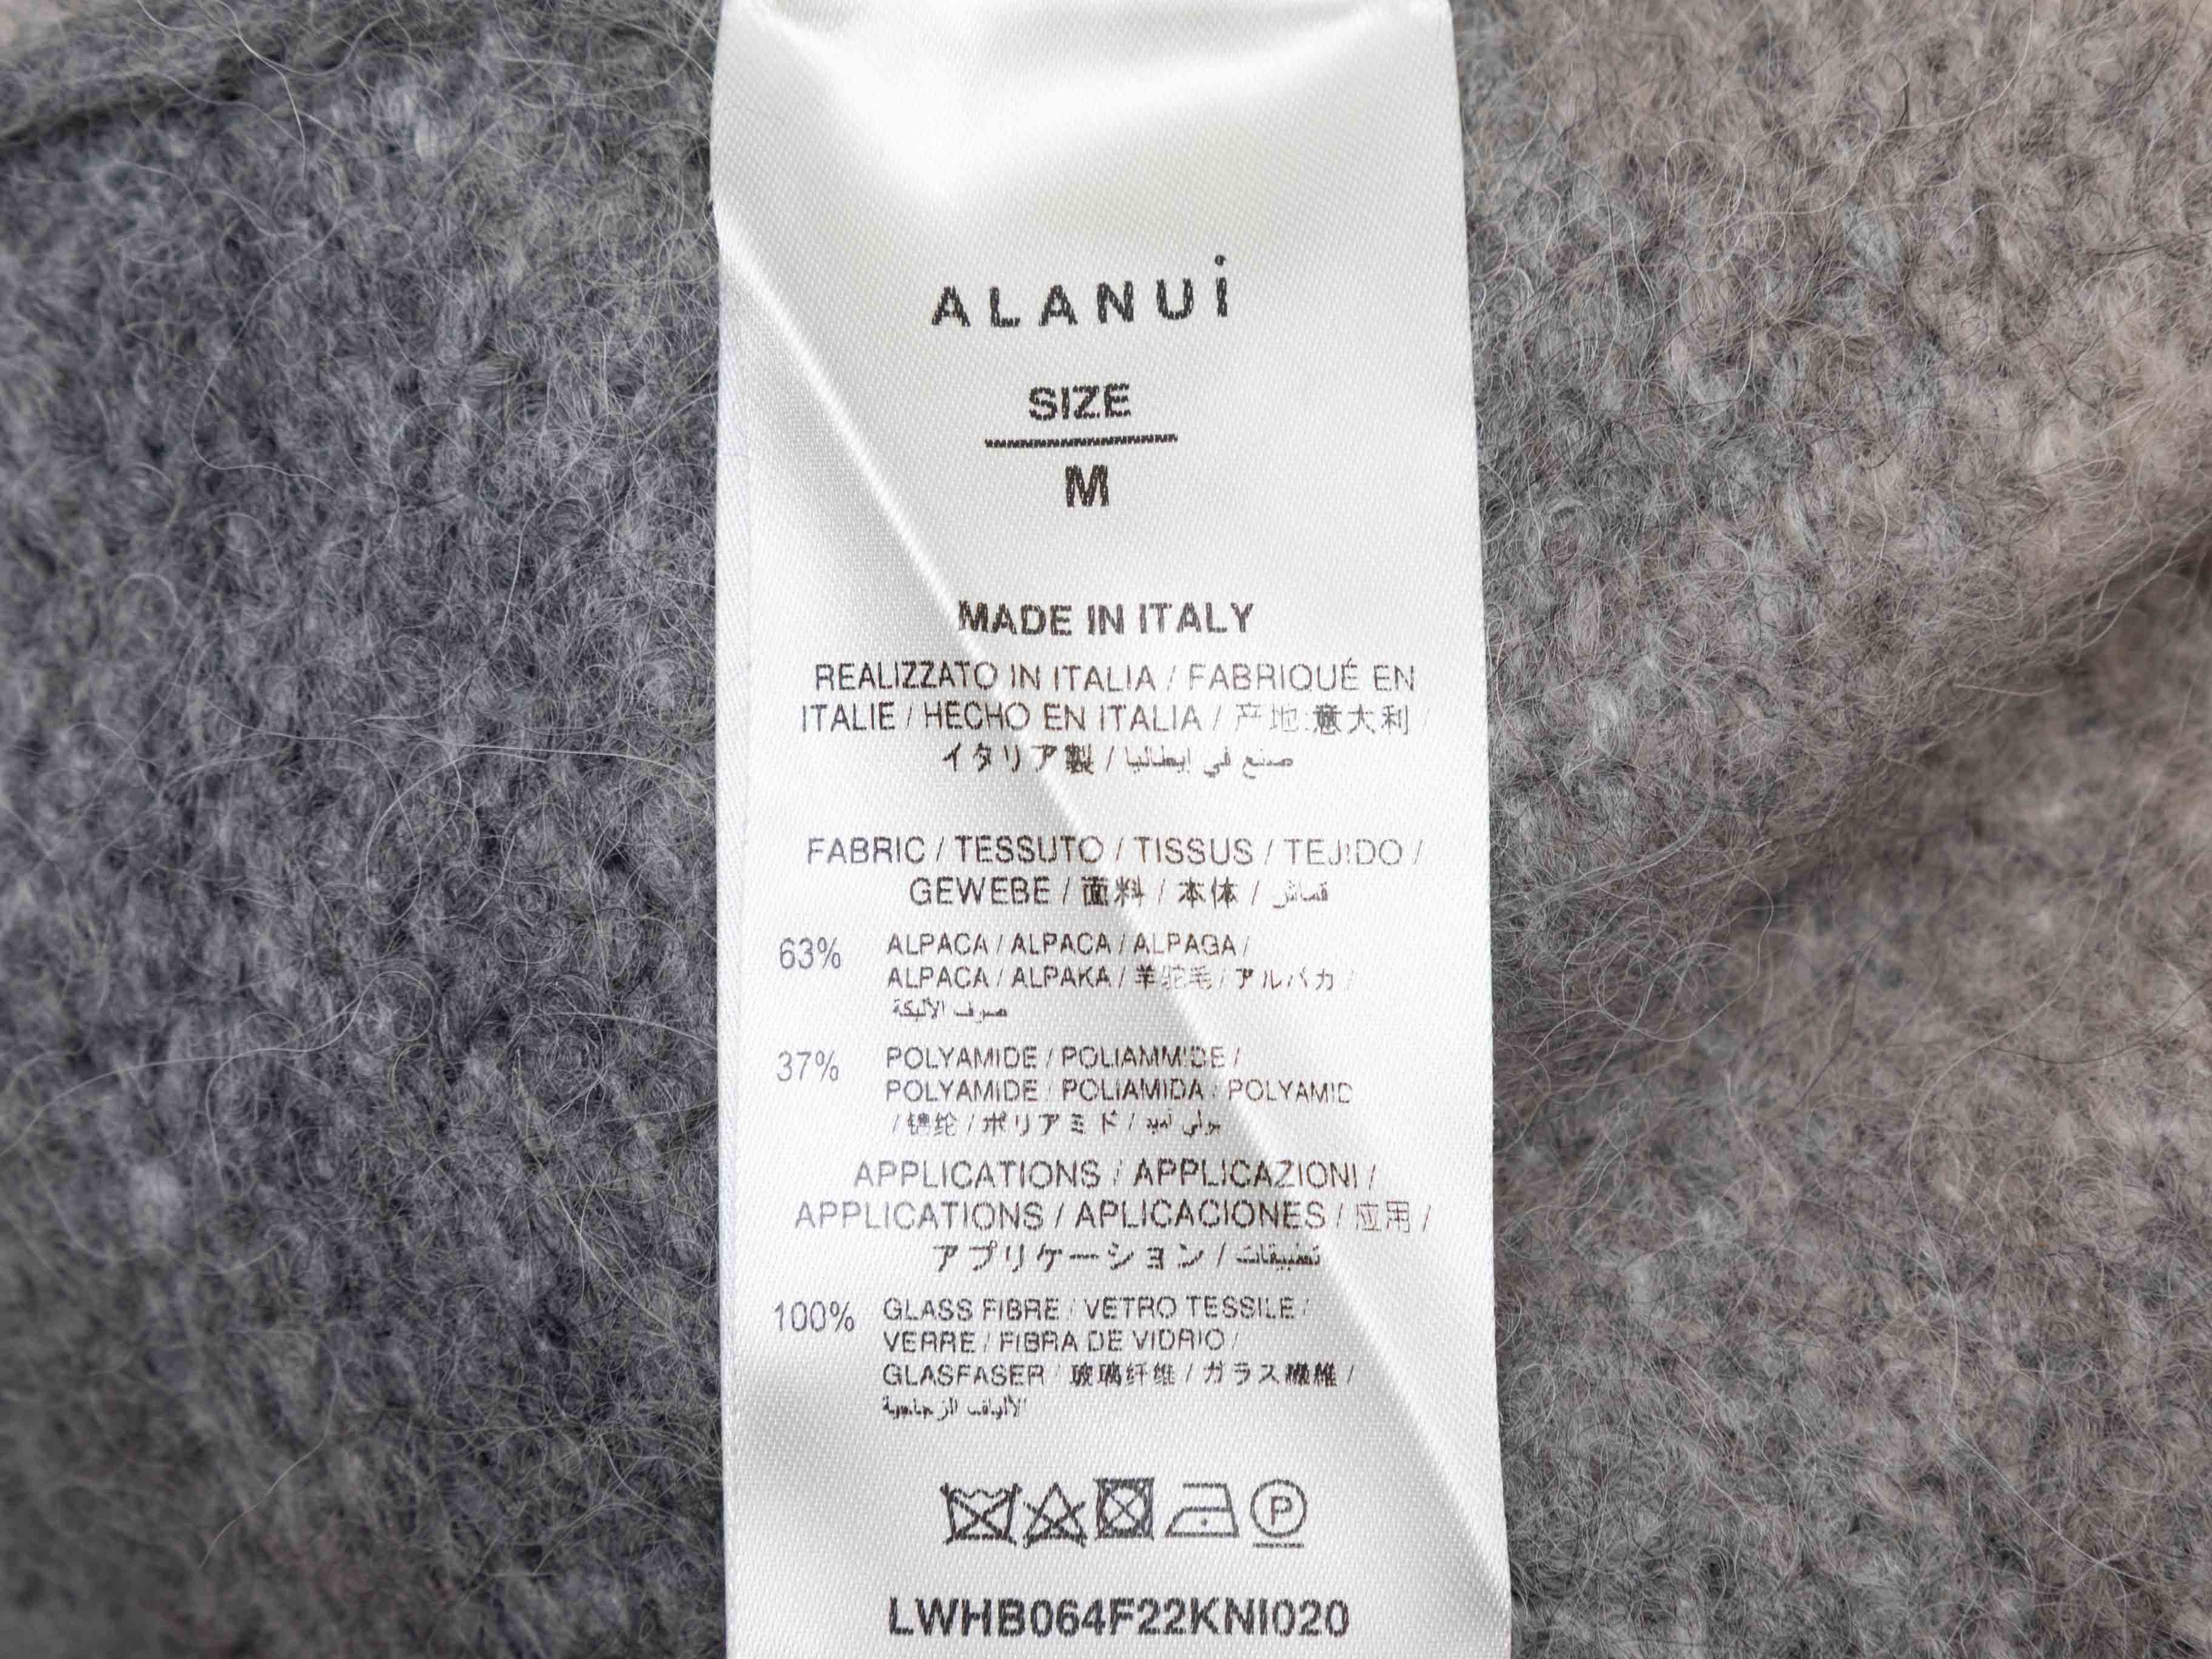 ALANUi
SIZE
M
MADE IN ITALY
REALIZZATO IN ITALIA / FABRIQUÉ EN
ITALIE / HECHO EN ITALIA / 产地:意大利 /
イタリア製 / صنع في إيطاليا
FABRIC / TESSUTO / TISSUS / TEJIDO /
GEWEBE / 面料 / 本体 / قماش
63% ALPACA / ALPACA / ALPAGA /
ALPACA / ALPAKA / 羊驼毛 / アルパカ /
صوف الألبكة
37% POLYAMIDE / POLIAMMIDE /
POLYAMIDE / POLIAMIDA / POLYAMID
/ 锦纶 / ポリアミド / بولي أميد
APPLICATIONS / APPLICAZIONI /
APPLICATIONS / APLICACIONES / 应用 /
アプリケーション / تطبيقات
100% GLASS FIBRE / VETRO TESSILE /
VERRE / FIBRA DE VIDRIO /
GLASFASER / 玻璃纤维 / ガラス繊維 /
الألياف الزجاجية
P
LWHB064F22KNI020